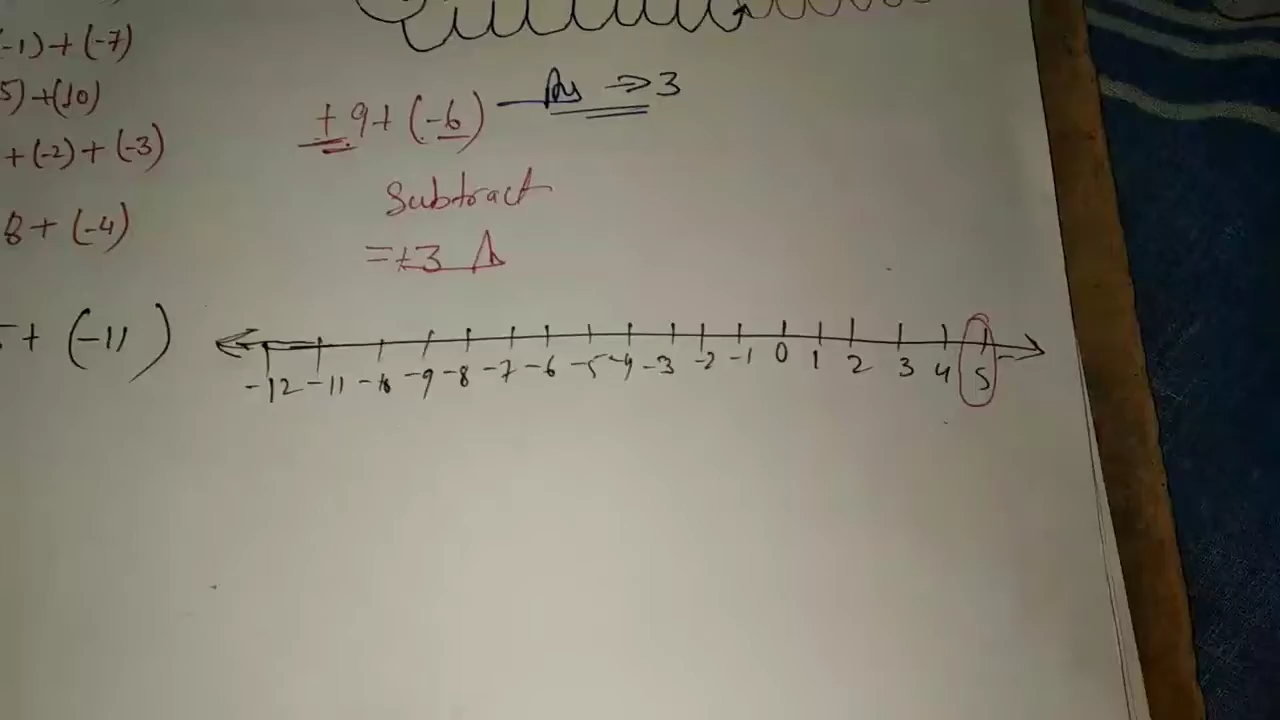 -1)+(-7)
5)+(10)
+(-2)+(-3)
8+(-4)
+ 9+(-6) Ans => 3
Subtract
= +3 A
+ (-11)
-12 -11 -10 -9 -8 -7 -6 -5 -4 -3 -2 -1 0 1 2 3 4 5